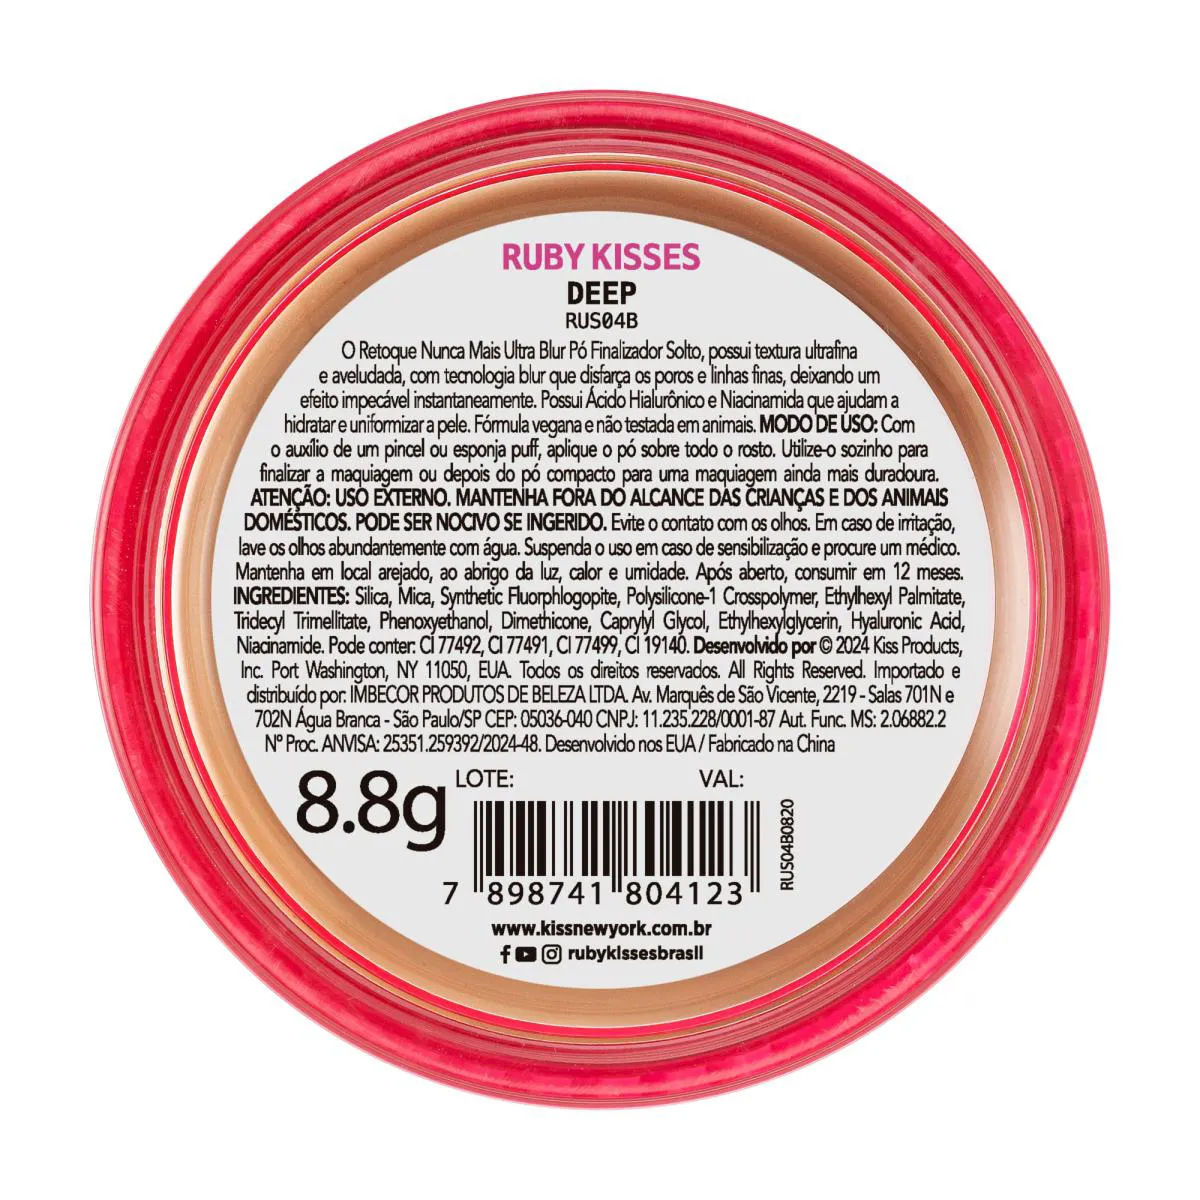 RUBY KISSES
DEEP
RUS04B
O Retoque Nunca Mais Ultra Blur Pó Finalizador Solto, possui textura ultrafina
e aveludada, com tecnologia blur que disfarça os poros e linhas finas, deixando um
efeito impecável instantaneamente. Possui Ácido Hialurônico e Niacinamida que ajudam a
hidratar e uniformizar a pele. Fórmula vegana e não testada em animais. MODO DE USO: Com
o auxílio de um pincel ou esponja puff, aplique o pó sobre todo o rosto. Utilize-o sozinho para
finalizar a maquiagem ou depois do pó compacto para uma maquiagem ainda mais duradoura.
ATENÇÃO: USO EXTERNO. MANTENHA FORA DO ALCANCE DAS CRIANÇAS E DOS ANIMAIS
DOMÉSTICOS. PODE SER NOCIVO SE INGERIDO. Evite o contato com os olhos. Em caso de irritação,
lave os olhos abundantemente com água. Suspenda o uso em caso de sensibilização e procure um médico.
Mantenha em local arejado, ao abrigo da luz, calor e umidade. Após aberto, consumir em 12 meses.
INGREDIENTES: Silica, Mica, Synthetic Fluorphlogopite, Polysilicone-1 Crosspolymer, Ethylhexyl Palmitate,
Tridecyl Trimellitate, Phenoxyethanol, Dimethicone, Caprylyl Glycol, Ethylhexylglycerin, Hyaluronic Acid,
Niacinamide. Pode conter: CI 77492, CI 77491, CI 77499, CI 19140. Desenvolvido por © 2024 Kiss Products,
Inc. Port Washington, NY 11050, EUA. Todos os direitos reservados. All Rights Reserved. Importado e
distribuído por: IMBECOR PRODUTOS DE BELEZA LTDA. Av. Marquês de São Vicente, 2219 - Salas 701N e
702N Água Branca - São Paulo/SP CEP: 05036-040 CNPJ: 11.235.228/0001-87 Aut. Func. MS: 2.06882.2
N° Proc. ANVISA: 25351.259392/2024-48. Desenvolvido nos EUA / Fabricado na China
8.8g
LOTE:
VAL:
7 898741 804123
RUS04B0820
www.kissnewyork.com.br
rubykissesbrasil